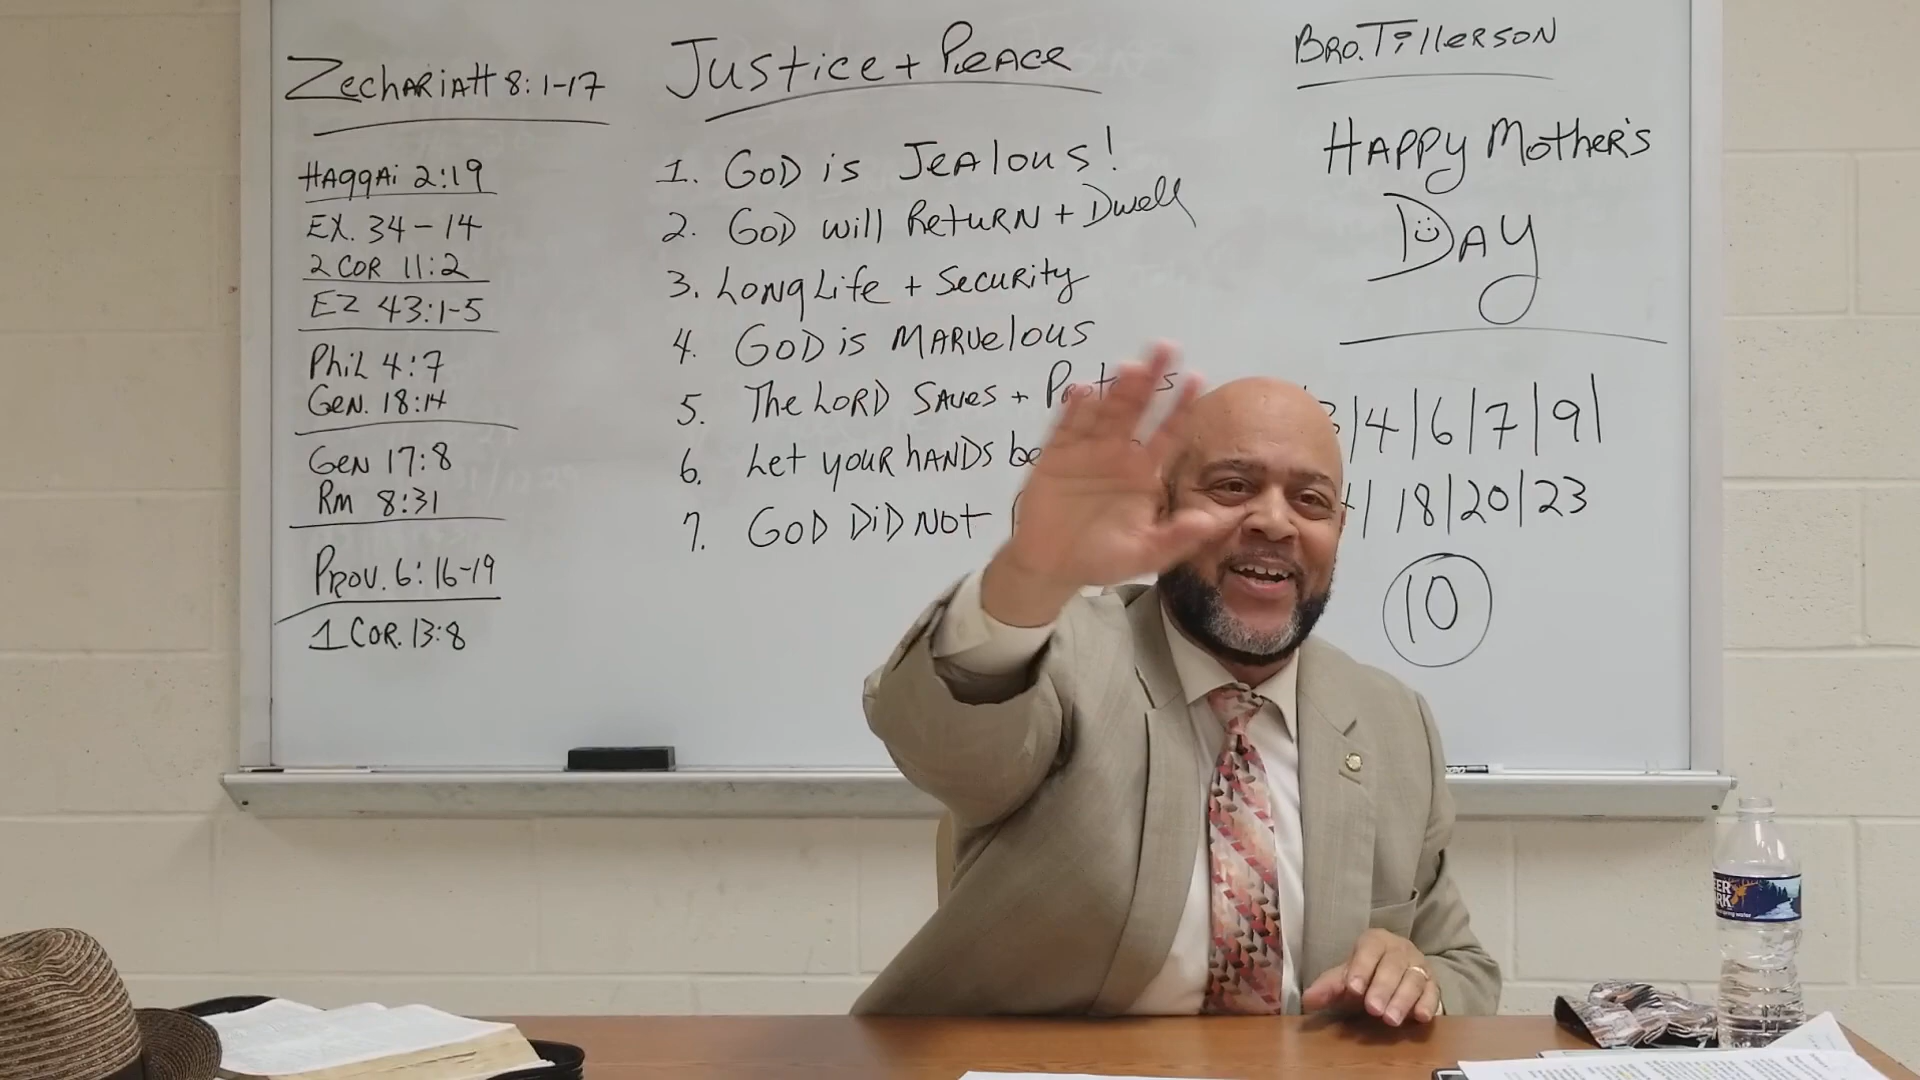 Zechariah 8:1-17
Haggai 2:19
Ex. 34-14
2 Cor 11:2
Ez 43:1-5
Phil 4:7
Gen. 18:14
Gen 17:8
Rm 8:31
Prov. 6:16-19
1 Cor. 13:8
Justice + Peace
1. God is Jealous!
2. God will Return + Dwell
3. Long Life + Security
4. God is Marvelous
5. The LORD Saves +
6. Let your hands be
7. God Did Not
Bro. Tillerson
Happy Mother's
Day
|4|6|7|9|
| 18|20|23
10